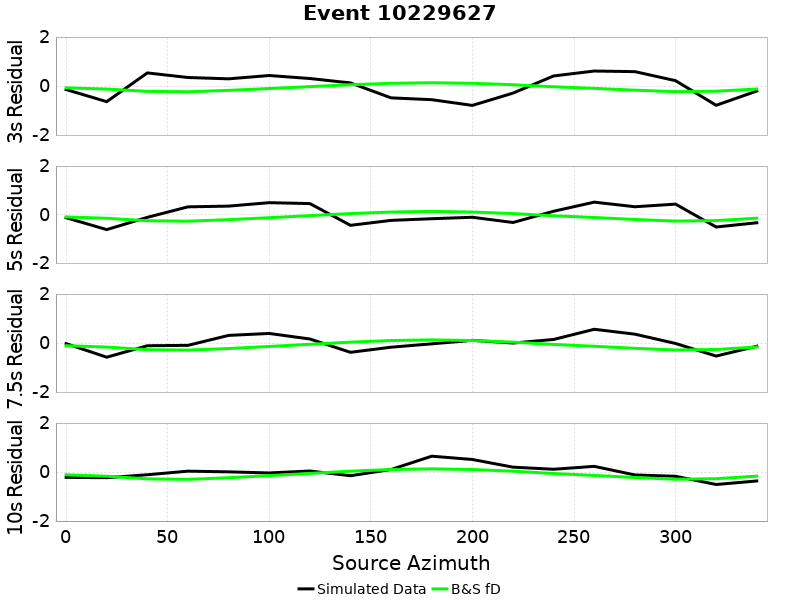 Event 10229627
3s Residual
2
0
-2
5s Residual
2
0
-2
7.5s Residual
2
0
-2
10s Residual
2
0
-2
0 50 100 150 200 250 300
Source Azimuth
Simulated Data B&S fD